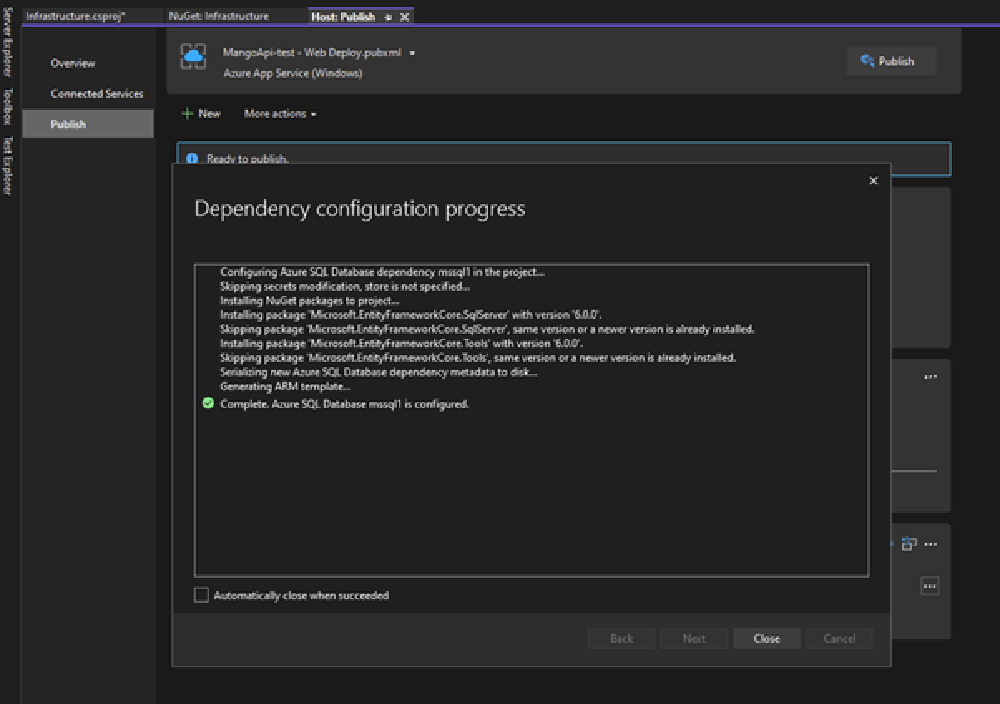 Infrastructure.csproj*
NuGet: Infrastructure
Host: Publish
Server Explorer
Toolbox
Test Explorer
Overview
Connected Services
Publish
MangoApi-test - Web Deploy.pubxml
Azure App Service (Windows)
Publish
New
More actions
Ready to publish.
Dependency configuration progress
Configuring Azure SQL Database dependency mssql1 in the project...
Skipping secrets modification, store is not specified...
Installing NuGet packages to project...
Installing package 'Microsoft.EntityFrameworkCore.SqlServer' with version '6.0.0'.
Skipping package 'Microsoft.EntityFrameworkCore.SqlServer', same version or a newer version is already installed.
Installing package 'Microsoft.EntityFrameworkCore.Tools' with version '6.0.0'.
Skipping package 'Microsoft.EntityFrameworkCore.Tools', same version or a newer version is already installed.
Serializing new Azure SQL Database dependency metadata to disk...
Generating ARM template...
Complete. Azure SQL Database mssql1 is configured.
Automatically close when succeeded
Back
Next
Close
Cancel